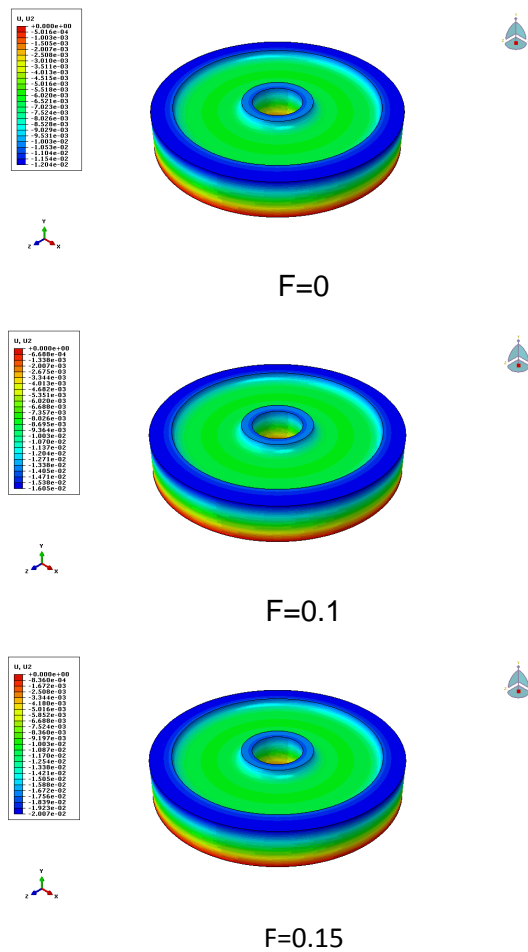 U, U2
+0.000e+00
-5.016e-04
-1.003e-03
-1.505e-03
-2.007e-03
-2.508e-03
-3.010e-03
-3.511e-03
-4.013e-03
-4.515e-03
-5.016e-03
-5.518e-03
-6.020e-03
-6.521e-03
-7.023e-03
-7.524e-03
-8.026e-03
-8.528e-03
-9.029e-03
-9.531e-03
-1.003e-02
-1.053e-02
-1.104e-02
-1.154e-02
-1.204e-02
Y
Z X
F=0
U, U2
+0.000e+00
-6.688e-04
-1.338e-03
-2.007e-03
-2.675e-03
-3.344e-03
-4.013e-03
-4.682e-03
-5.351e-03
-6.020e-03
-6.688e-03
-7.357e-03
-8.026e-03
-8.695e-03
-9.364e-03
-1.003e-02
-1.070e-02
-1.137e-02
-1.204e-02
-1.271e-02
-1.338e-02
-1.405e-02
-1.471e-02
-1.538e-02
-1.605e-02
Y
Z X
F=0.1
U, U2
+0.000e+00
-8.360e-04
-1.672e-03
-2.508e-03
-3.344e-03
-4.180e-03
-5.016e-03
-5.852e-03
-6.688e-03
-7.524e-03
-8.360e-03
-9.197e-03
-1.003e-02
-1.087e-02
-1.170e-02
-1.254e-02
-1.338e-02
-1.421e-02
-1.505e-02
-1.588e-02
-1.672e-02
-1.756e-02
-1.839e-02
-1.923e-02
-2.007e-02
Y
Z X
F=0.15